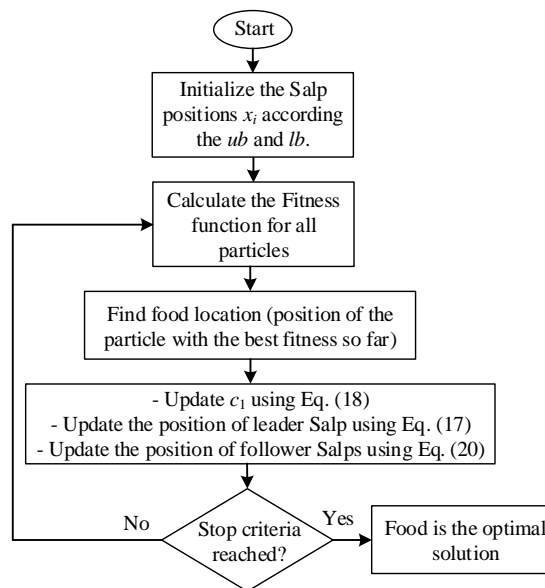 Start
Initialize the Salp
positions xᵢ according
the ub and lb.
Calculate the Fitness
function for all
particles
Find food location (position of the
particle with the best fitness so far)
- Update c₁ using Eq. (18)
- Update the position of leader Salp using Eq. (17)
- Update the position of follower Salps using Eq. (20)
No
Stop criteria
reached?
Yes
Food is the optimal
solution